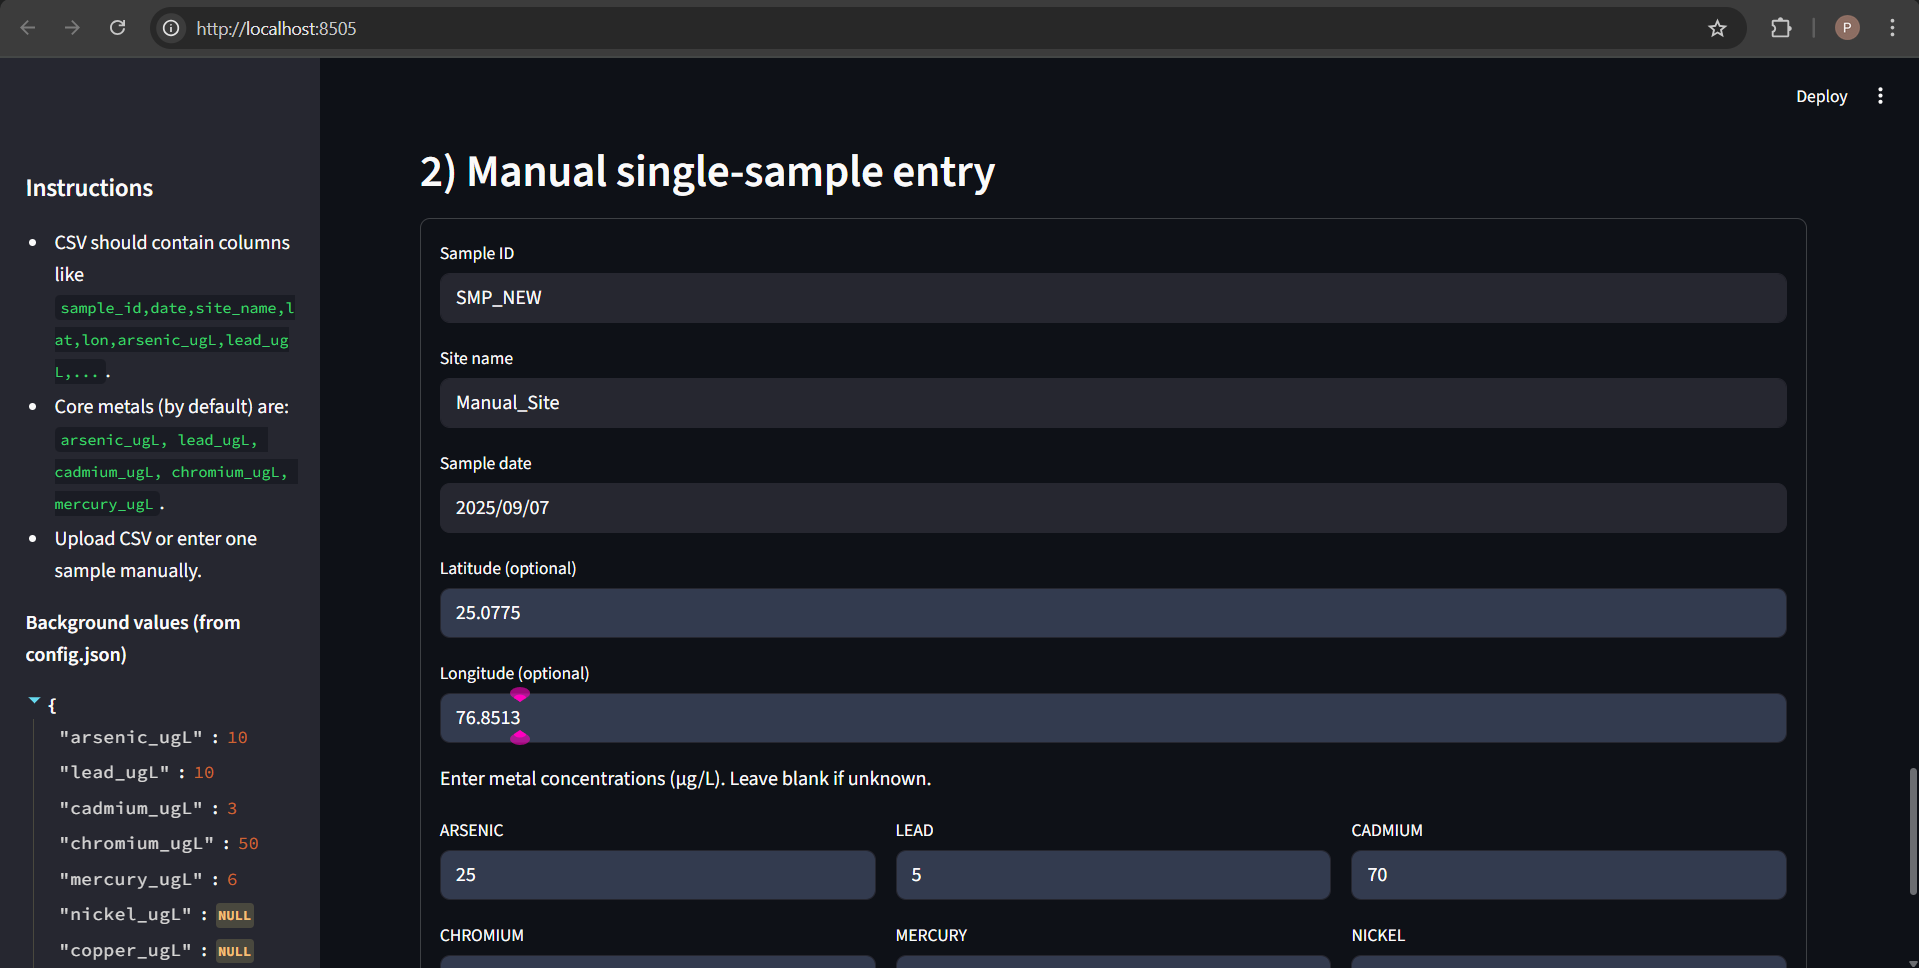 http://localhost:8505
P
Deploy
Instructions
CSV should contain columns
like
sample_id,date,site_name,l
at,lon,arsenic_ugL,lead_ug
L,... .
Core metals (by default) are:
arsenic_ugL, lead_ugL,
cadmium_ugL, chromium_ugL,
mercury_ugL .
Upload CSV or enter one
sample manually.
Background values (from
config.json)
{
"arsenic_ugL" : 10
"lead_ugL" : 10
"cadmium_ugL" : 3
"chromium_ugL" : 50
"mercury_ugL" : 6
"nickel_ugL" : NULL
"copper_ugL" : NULL
2) Manual single-sample entry
Sample ID
SMP_NEW
Site name
Manual_Site
Sample date
2025/09/07
Latitude (optional)
25.0775
Longitude (optional)
76.8513
Enter metal concentrations (µg/L). Leave blank if unknown.
ARSENIC LEAD CADMIUM
25 5 70
CHROMIUM MERCURY NICKEL